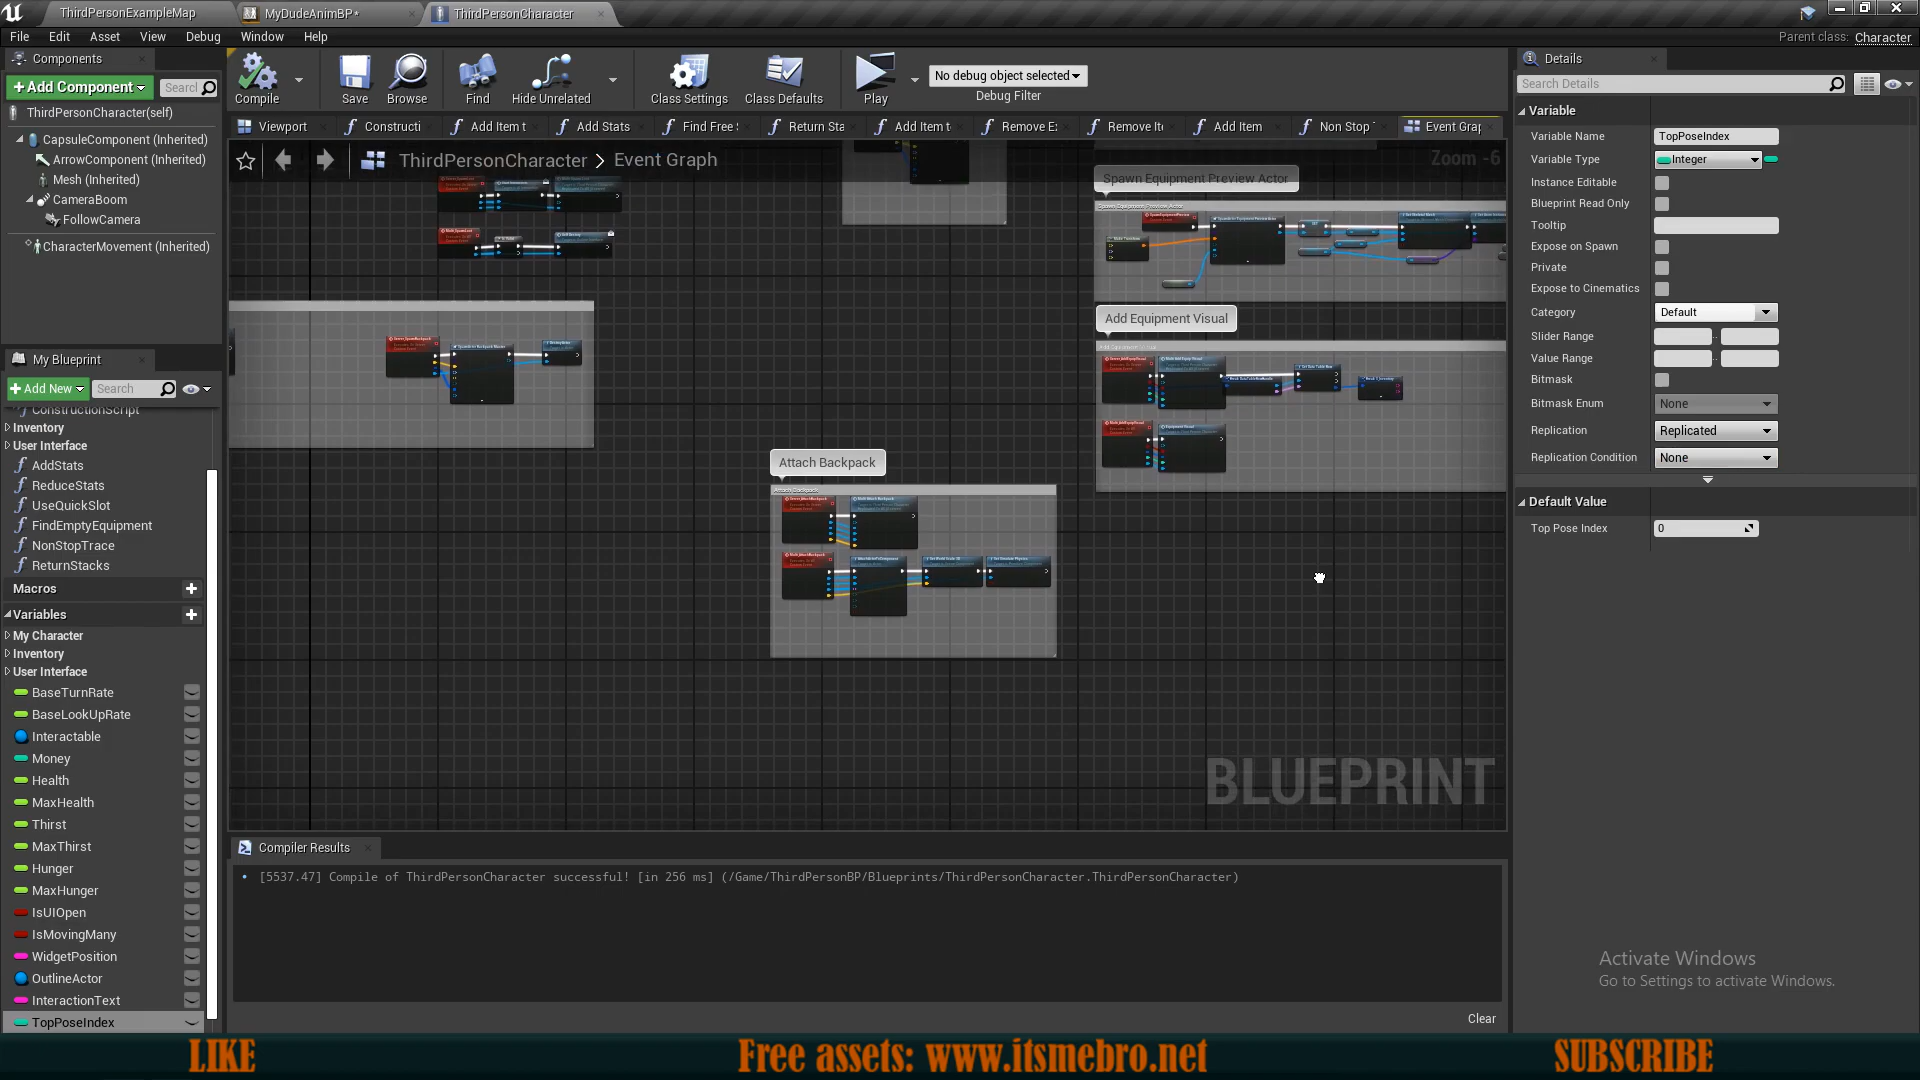 ThirdPersonExampleMap
MyDudeAnimBP*
ThirdPersonCharacter
File Edit Asset View Debug Window Help
Parent class: Character
Components
+Add Component
Search
ThirdPersonCharacter(self)
CapsuleComponent (Inherited)
ArrowComponent (Inherited)
Mesh (Inherited)
CameraBoom
FollowCamera
CharacterMovement (Inherited)
Compile
Save
Browse
Find
Hide Unrelated
Class Settings
Class Defaults
Play
No debug object selected
Debug Filter
Viewport
Constructi
Add Item t
Add Stats
Find Free
Return Sta
Add Item t
Remove E
Remove Ite
Add Item
Non Stop
Event Grap
ThirdPersonCharacter > Event Graph
Zoom -6
Spawn Equipment Preview Actor
Spawn Equipment Preview Actor
Add Equipment Visual
Attach Backpack
Attach Backpack
BLUEPRINT
My Blueprint
+Add New
Search
ConstructionScript
Inventory
User Interface
AddStats
ReduceStats
UseQuickSlot
FindEmptyEquipment
NonStopTrace
ReturnStacks
Macros
Variables
My Character
Inventory
User Interface
BaseTurnRate
BaseLookUpRate
Interactable
Money
Health
MaxHealth
Thirst
MaxThirst
Hunger
MaxHunger
IsUIOpen
IsMovingMany
WidgetPosition
OutlineActor
InteractionText
TopPoseIndex
Compiler Results
[5537.47] Compile of ThirdPersonCharacter successful! [in 256 ms] (/Game/ThirdPersonBP/Blueprints/ThirdPersonCharacter.ThirdPersonCharacter)
Clear
Details
Search Details
Variable
Variable Name TopPoseIndex
Variable Type Integer
Instance Editable
Blueprint Read Only
Tooltip
Expose on Spawn
Private
Expose to Cinematics
Category Default
Slider Range
Value Range
Bitmask
Bitmask Enum None
Replication Replicated
Replication Condition None
Default Value
Top Pose Index 0
Activate Windows
Go to Settings to activate Windows.
LIKE
Free assets: www.itsmebro.net
SUBSCRIBE